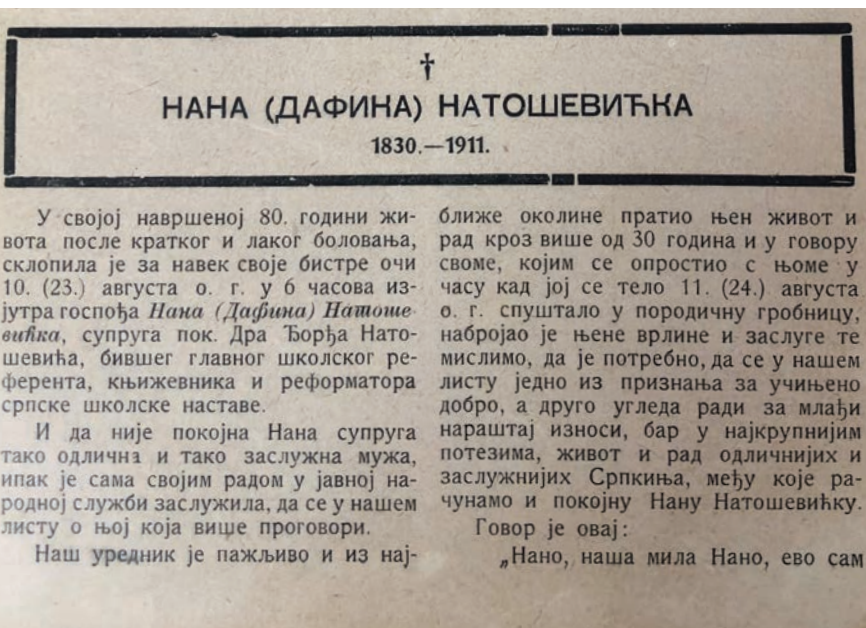 †
НАНА (ДАФИНА) НАТОШЕВИЋКА
1830.—1911.
У својој навршеној 80. години жи-
вота после кратког и лаког боловања,
склопила је за навек своје бистре очи
10. (23.) августа о. г. у 6 часова из-
јутра госпођа Нана (Дафина) Натоше
вићка, супруга пок. Дра Ђорђа Нато-
шевића, бившег главног школског ре-
ферента, књижевника и реформатора
српске школске наставе.
И да није покојна Нана супруга
тако одлична и тако заслужна мужа,
ипак је сама својим радом у јавној на-
родној служби заслужила, да се у нашем
листу о њој која више проговори.
Наш уредник је пажљиво и из нај-
ближе околине пратио њен живот и
рад кроз више од 30 година и у говору
своме, којим се опростио с њоме у
часу кад јој се тело 11. (24.) августа
о. г. спуштало у породичну гробницу,
набројао је њене врлине и заслуге те
мислимо, да је потребно, да се у нашем
листу једно из признања за учињено
добро, а друго угледа ради за млађи
нараштај износи, бар у најкрупнијим
потезима, живот и рад одличнијих и
заслужнијих Српкиња, међу које ра-
чунамо и покојну Нану Натошевићку.
Говор је овај:
„Нано, наша мила Нано, ево сам